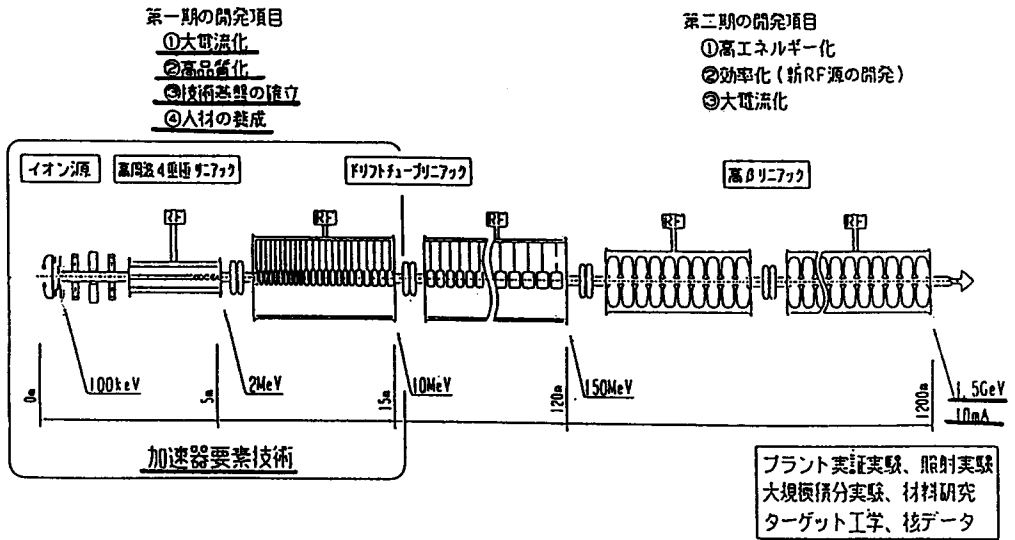 第一期の開発項目
①大電流化
②高品質化
③技術基盤の確立
④人材の養成
第二期の開発項目
①高エネルギー化
②効率化(新RF源の開発)
③大電流化
イオン源
高周波4重極リニアック
ドリフトチューブリニアック
高βリニアック
RF
RF
RF
RF
RF
100keV
2MeV
10MeV
150MeV
1.5GeV
10mA
0m
5m
15m
120m
1200m
加速器要素技術
プラント実証実験、照射実験
大規模積分実験、材料研究
ターゲット工学、核データ